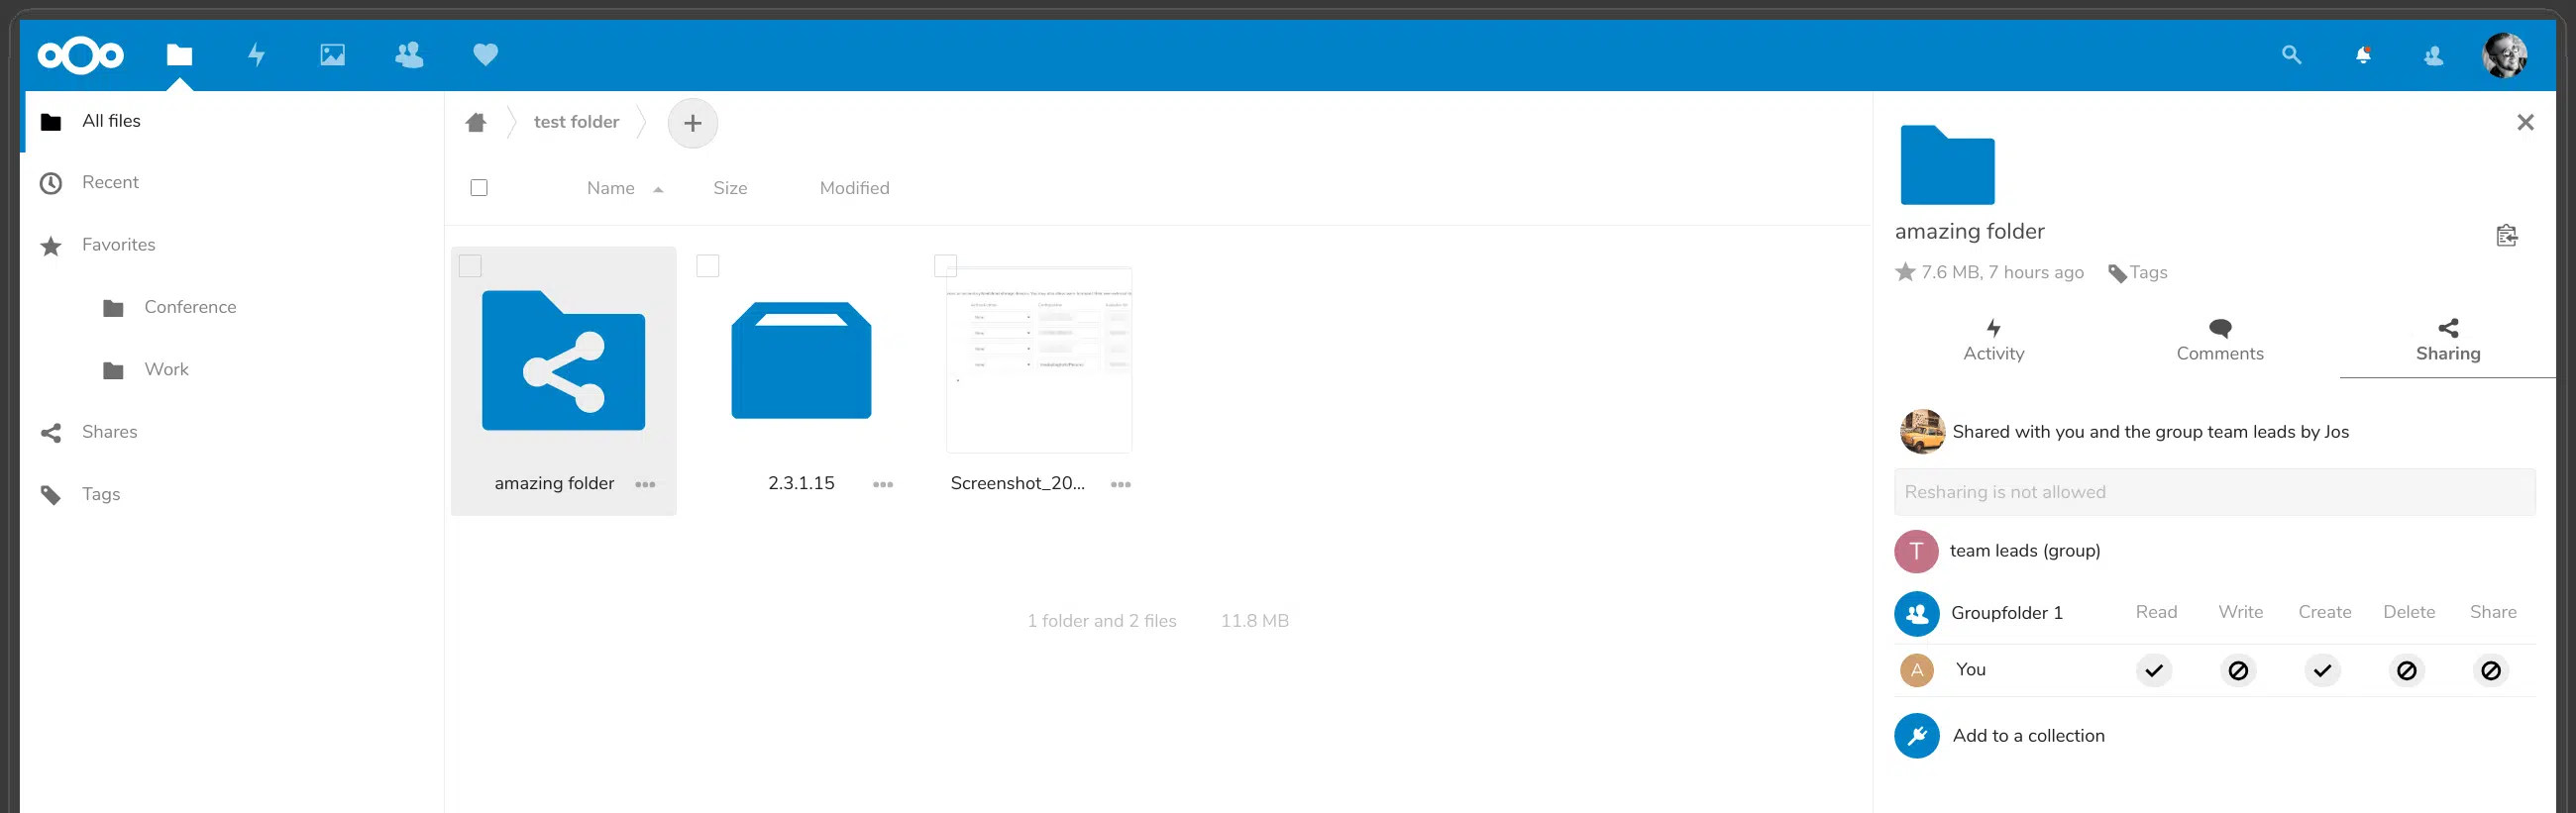 All files
Recent
Favorites
Conference
Work
Shares
Tags
test folder
Name Size Modified
amazing folder
2.3.1.15
Screenshot_20...
1 folder and 2 files 11.8 MB
amazing folder
7.6 MB, 7 hours ago Tags
Activity Comments Sharing
Shared with you and the group team leads by Jos
Resharing is not allowed
T team leads (group)
Groupfolder 1 Read Write Create Delete Share
A You
Add to a collection